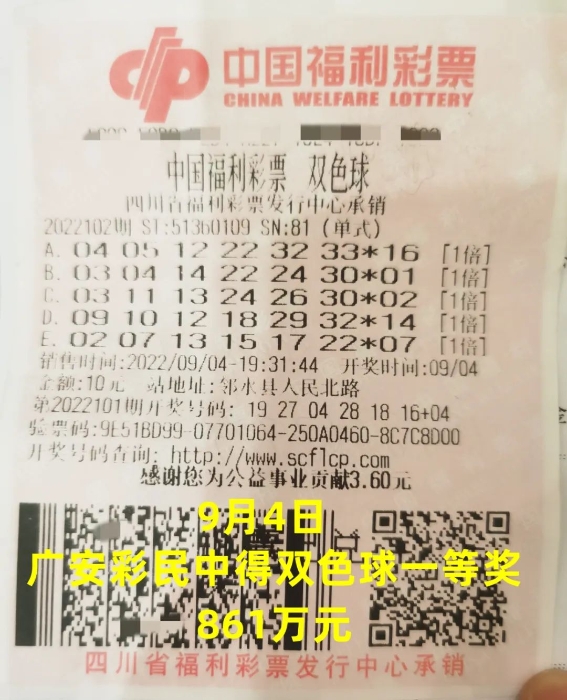 中国福利彩票
CHINA WELFARE LOTTERY
中国福利彩票 双色球
四川省福利彩票发行中心承销
2022102期 ST:51360109 SN:81 (单式)
A. 04 05 12 22 32 33*16 [1倍]
B. 03 04 14 22 24 30*01 [1倍]
C. 03 11 13 24 26 30*02 [1倍]
D. 09 10 12 18 29 32*14 [1倍]
E. 02 07 13 15 17 22*07 [1倍]
销售时间:2022/09/04-19:31:44 开奖时间:09/04
金额:10元 站地址:邻水县人民北路
第2022101期开奖号码: 19 27 04 28 18 16+04
验票码:9E51BD99-07701064-250A0460-8C7C8D00
开奖号码查询: http://www.scflcp.com
感谢您为公益事业贡献3.60元
9月4日
广安彩民中得双色球一等奖
861万元
四川省福利彩票发行中心承销